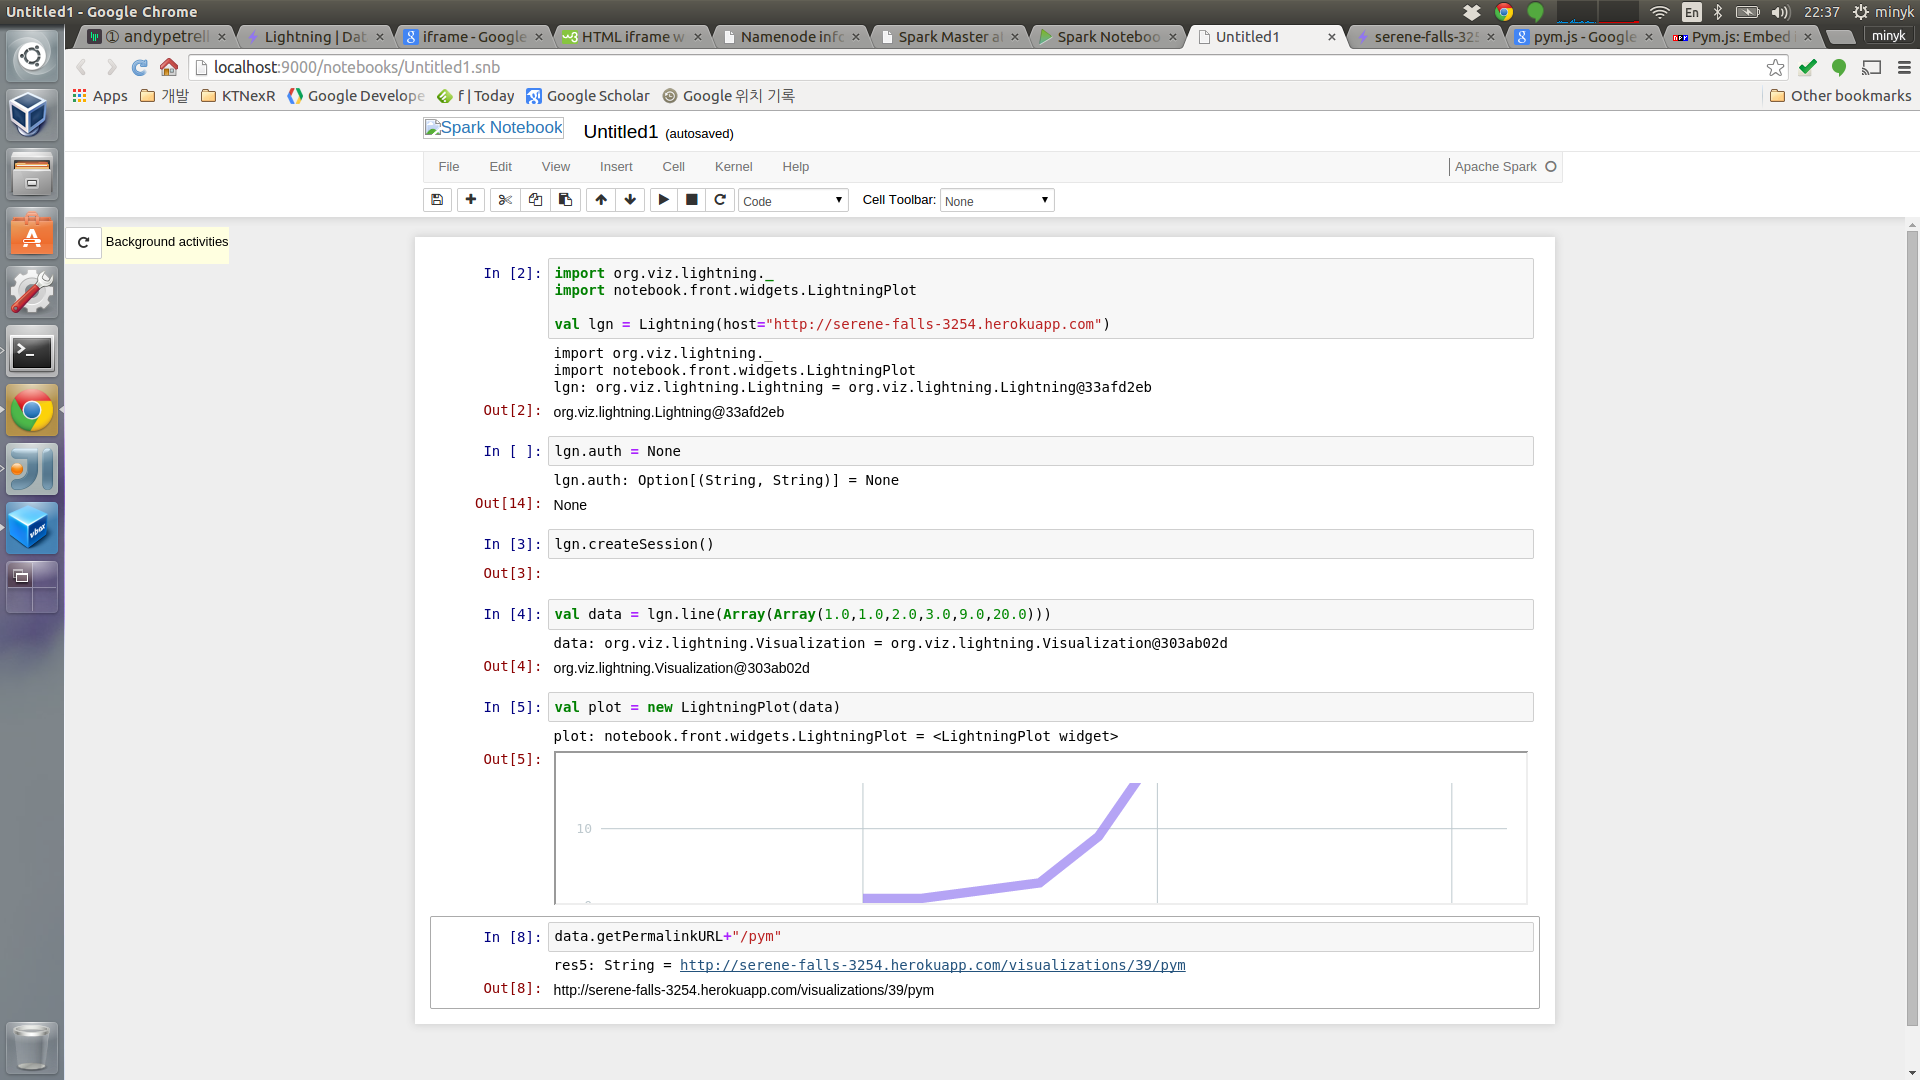 Untitled1 - Google Chrome
En
22:37
minyk
① andypetrell
Lightning | Dat
iframe - Google
HTML iframe w
Namenode info
Spark Master a
Spark Notebo
Untitled1
serene-falls-325
pym.js - Google
Pym.js: Embed
minyk
localhost:9000/notebooks/Untitled1.snb
Apps
개발
KTNexR
Google Develope
f | Today
Google Scholar
Google 위치 기록
Other bookmarks
Spark Notebook
Untitled1 (autosaved)
File Edit View Insert Cell Kernel Help
Apache Spark
Code
Cell Toolbar:
None
Background activities
In [2]:
import org.viz.lightning._
import notebook.front.widgets.LightningPlot
val lgn = Lightning(host="http://serene-falls-3254.herokuapp.com")
import org.viz.lightning._
import notebook.front.widgets.LightningPlot
lgn: org.viz.lightning.Lightning = org.viz.lightning.Lightning@33afd2eb
Out[2]: org.viz.lightning.Lightning@33afd2eb
In [ ]: lgn.auth = None
lgn.auth: Option[(String, String)] = None
Out[14]: None
In [3]: lgn.createSession()
Out[3]:
In [4]: val data = lgn.line(Array(Array(1.0,1.0,2.0,3.0,9.0,20.0)))
data: org.viz.lightning.Visualization = org.viz.lightning.Visualization@303ab02d
Out[4]: org.viz.lightning.Visualization@303ab02d
In [5]: val plot = new LightningPlot(data)
plot: notebook.front.widgets.LightningPlot = <LightningPlot widget>
Out[5]:
10
In [8]: data.getPermalinkURL+"/pym"
res5: String = http://serene-falls-3254.herokuapp.com/visualizations/39/pym
Out[8]: http://serene-falls-3254.herokuapp.com/visualizations/39/pym